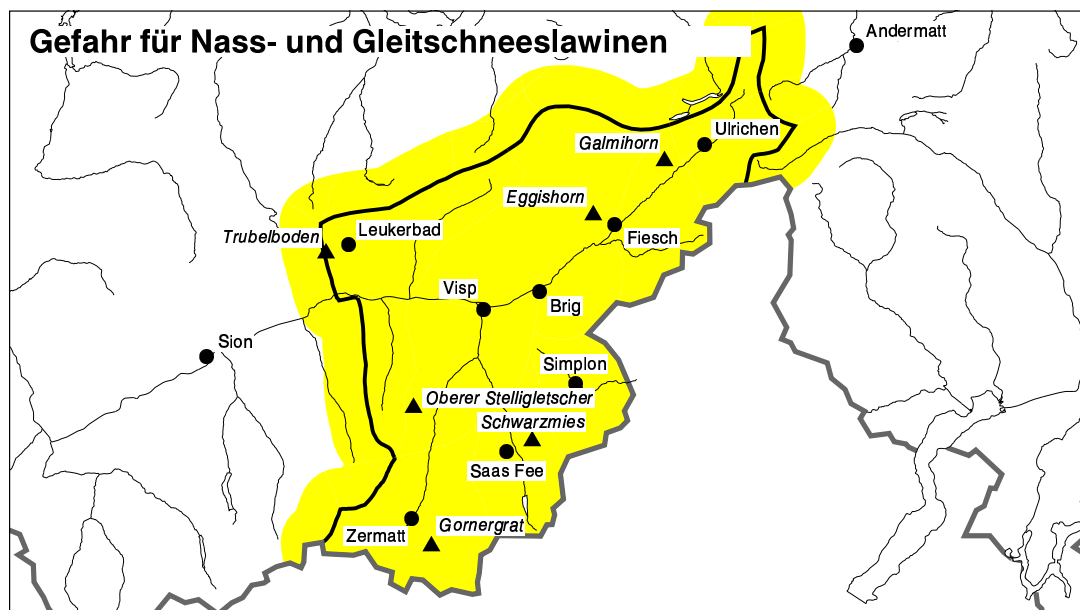 Gefahr für Nass- und Gleitschneeslawinen
Andermatt
Ulrichen
Galmihorn
Eggishorn
Fiesch
Trubelboden
Leukerbad
Visp
Brig
Sion
Simplon
Oberer Stelligletscher
Schwarzmies
Saas Fee
Zermatt
Gornergrat